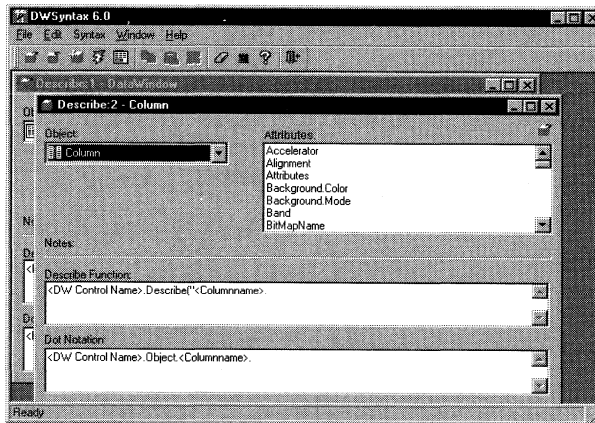 DWSyntax 6.0
File Edit Syntax Window Help
Describe:1 - DataWindow
Describe:2 - Column
Object:
Column
Attributes:
Accelerator
Alignment
Attributes
Background.Color
Background.Mode
Band
BitMapName
Notes:
Describe Function:
<DW Control Name>.Describe("<Columnname>.
Dot Notation
<DW Control Name>.Object.<Columnname>.
Ready